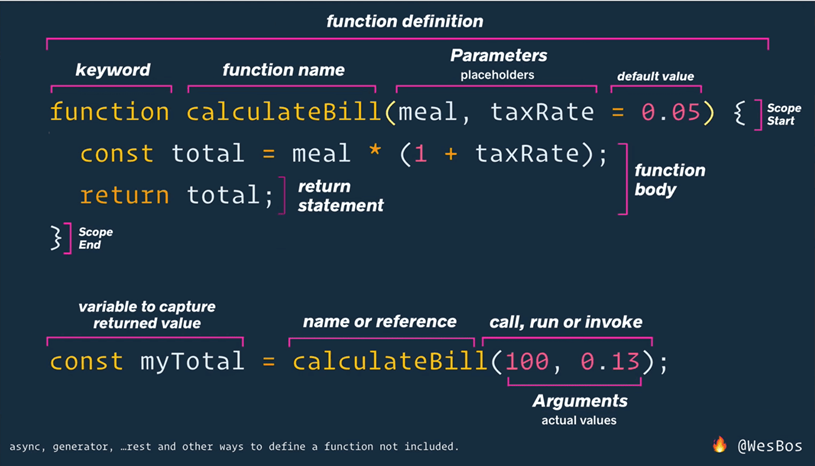 function definition
keyword
function name
Parameters
placeholders
default value
function calculateBill(meal, taxRate = 0.05) {
Scope
Start
const total = meal * (1 + taxRate);
return total;
return
statement
function
body
}
Scope
End
variable to capture
returned value
name or reference
call, run or invoke
const myTotal = calculateBill(100, 0.13);
Arguments
actual values
async, generator, …rest and other ways to define a function not included.
🔥 @WesBos